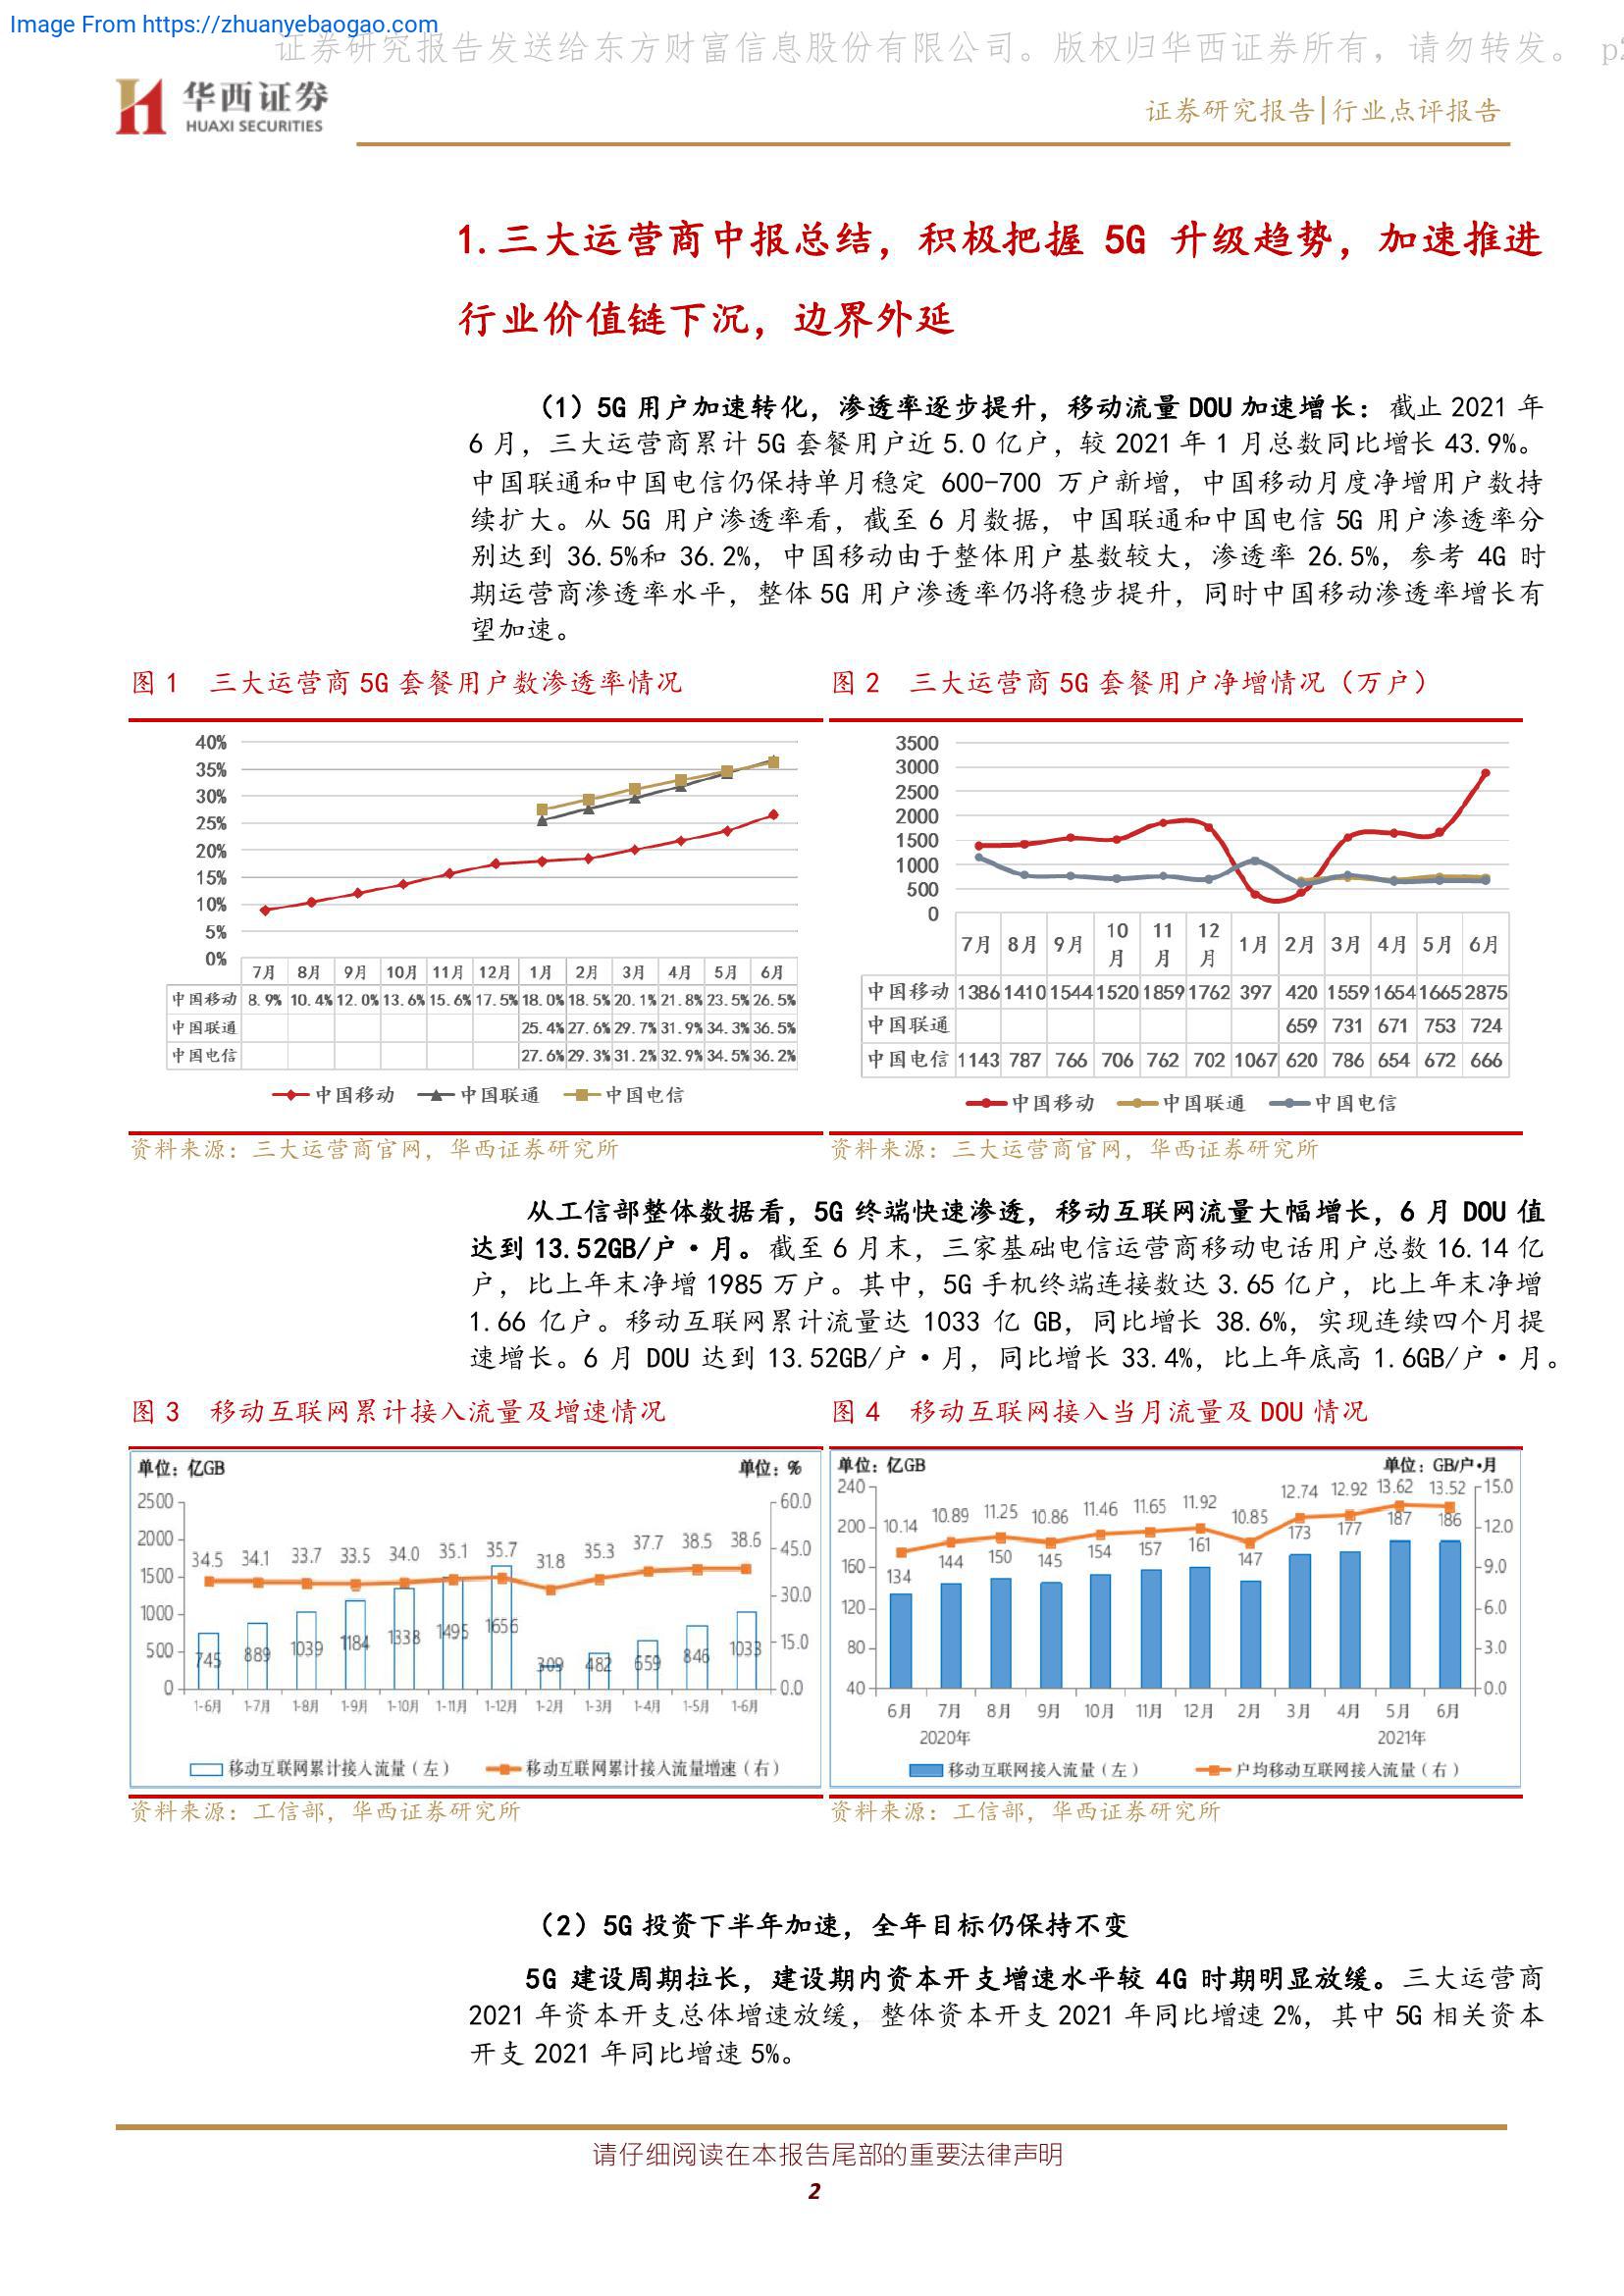 Image From https://zhuanyebaogao.com
证券研究报告发送给东方财富信息股份有限公司。版权归华西证券所有，请勿转发。 p2
华西证券
HUAXI SECURITIES
证券研究报告|行业点评报告
1.三大运营商中报总结，积极把握 5G 升级趋势，加速推进
行业价值链下沉，边界外延
（1）5G 用户加速转化，渗透率逐步提升，移动流量 DOU 加速增长：截止 2021 年
6 月，三大运营商累计 5G 套餐用户近 5.0 亿户，较 2021 年 1 月总数同比增长 43.9%。
中国联通和中国电信仍保持单月稳定 600-700 万户新增，中国移动月度净增用户数持
续扩大。从 5G 用户渗透率看，截至 6 月数据，中国联通和中国电信 5G 用户渗透率分
别达到 36.5%和 36.2%，中国移动由于整体用户基数较大，渗透率 26.5%，参考 4G 时
期运营商渗透率水平，整体 5G 用户渗透率仍将稳步提升，同时中国移动渗透率增长有
望加速。
图 1 三大运营商 5G 套餐用户数渗透率情况
40%
35%
30%
25%
20%
15%
10%
5%
0%
7月 8月 9月 10月 11月 12月 1月 2月 3月 4月 5月 6月
中国移动 8.9% 10.4% 12.0% 13.6% 15.6% 17.5% 18.0% 18.5% 20.1% 21.8% 23.5% 26.5%
中国联通 25.4% 27.6% 29.7% 31.9% 34.3% 36.5%
中国电信 27.6% 29.3% 31.2% 32.9% 34.5% 36.2%
中国移动 中国联通 中国电信
资料来源：三大运营商官网，华西证券研究所
图 2 三大运营商 5G 套餐用户净增情况（万户）
3500
3000
2500
2000
1500
1000
500
0
7月 8月 9月 10月 11月 12月 1月 2月 3月 4月 5月 6月
中国移动 1386 1410 1544 1520 1859 1762 397 420 1559 1654 1665 2875
中国联通 659 731 671 753 724
中国电信 1143 787 766 706 762 702 1067 620 786 654 672 666
中国移动 中国联通 中国电信
资料来源：三大运营商官网，华西证券研究所
从工信部整体数据看，5G 终端快速渗透，移动互联网流量大幅增长，6 月 DOU 值
达到 13.52GB/户·月。截至 6 月末，三家基础电信运营商移动电话用户总数 16.14 亿
户，比上年末净增 1985 万户。其中，5G 手机终端连接数达 3.65 亿户，比上年末净增
1.66 亿户。移动互联网累计流量达 1033 亿 GB，同比增长 38.6%，实现连续四个月提
速增长。6 月 DOU 达到 13.52GB/户·月，同比增长 33.4%，比上年底高 1.6GB/户·月。
图 3 移动互联网累计接入流量及增速情况
单位：亿GB 单位：%
2500
2000
1500
1000
500
0
60.0
45.0
30.0
15.0
0.0
34.5 34.1 33.7 33.5 34.0 35.1 35.7 31.8 35.3 37.7 38.5 38.6
745 889 1039 1184 1338 1495 1656 309 482 659 846 1033
1-6月 1-7月 1-8月 1-9月 1-10月 1-11月 1-12月 1-2月 1-3月 1-4月 1-5月 1-6月
移动互联网累计接入流量（左） 移动互联网累计接入流量增速（右）
资料来源：工信部，华西证券研究所
图 4 移动互联网接入当月流量及 DOU 情况
单位：亿GB 单位：GB/户·月
240
200
160
120
80
40
15.0
12.0
9.0
6.0
3.0
0.0
10.14 10.89 11.25 10.86 11.46 11.65 11.92 10.85 12.74 12.92 13.62 13.52
134 144 150 145 154 157 161 147 173 177 187 186
6月 7月 8月 9月 10月 11月 12月 2月 3月 4月 5月 6月
2020年 2021年
移动互联网接入流量（左） 户均移动互联网接入流量（右）
资料来源：工信部，华西证券研究所
（2）5G 投资下半年加速，全年目标仍保持不变
5G 建设周期拉长，建设期内资本开支增速水平较 4G 时期明显放缓。三大运营商
2021 年资本开支总体增速放缓，整体资本开支 2021 年同比增速 2%，其中 5G 相关资本
开支 2021 年同比增速 5%。
请仔细阅读在本报告尾部的重要法律声明
2